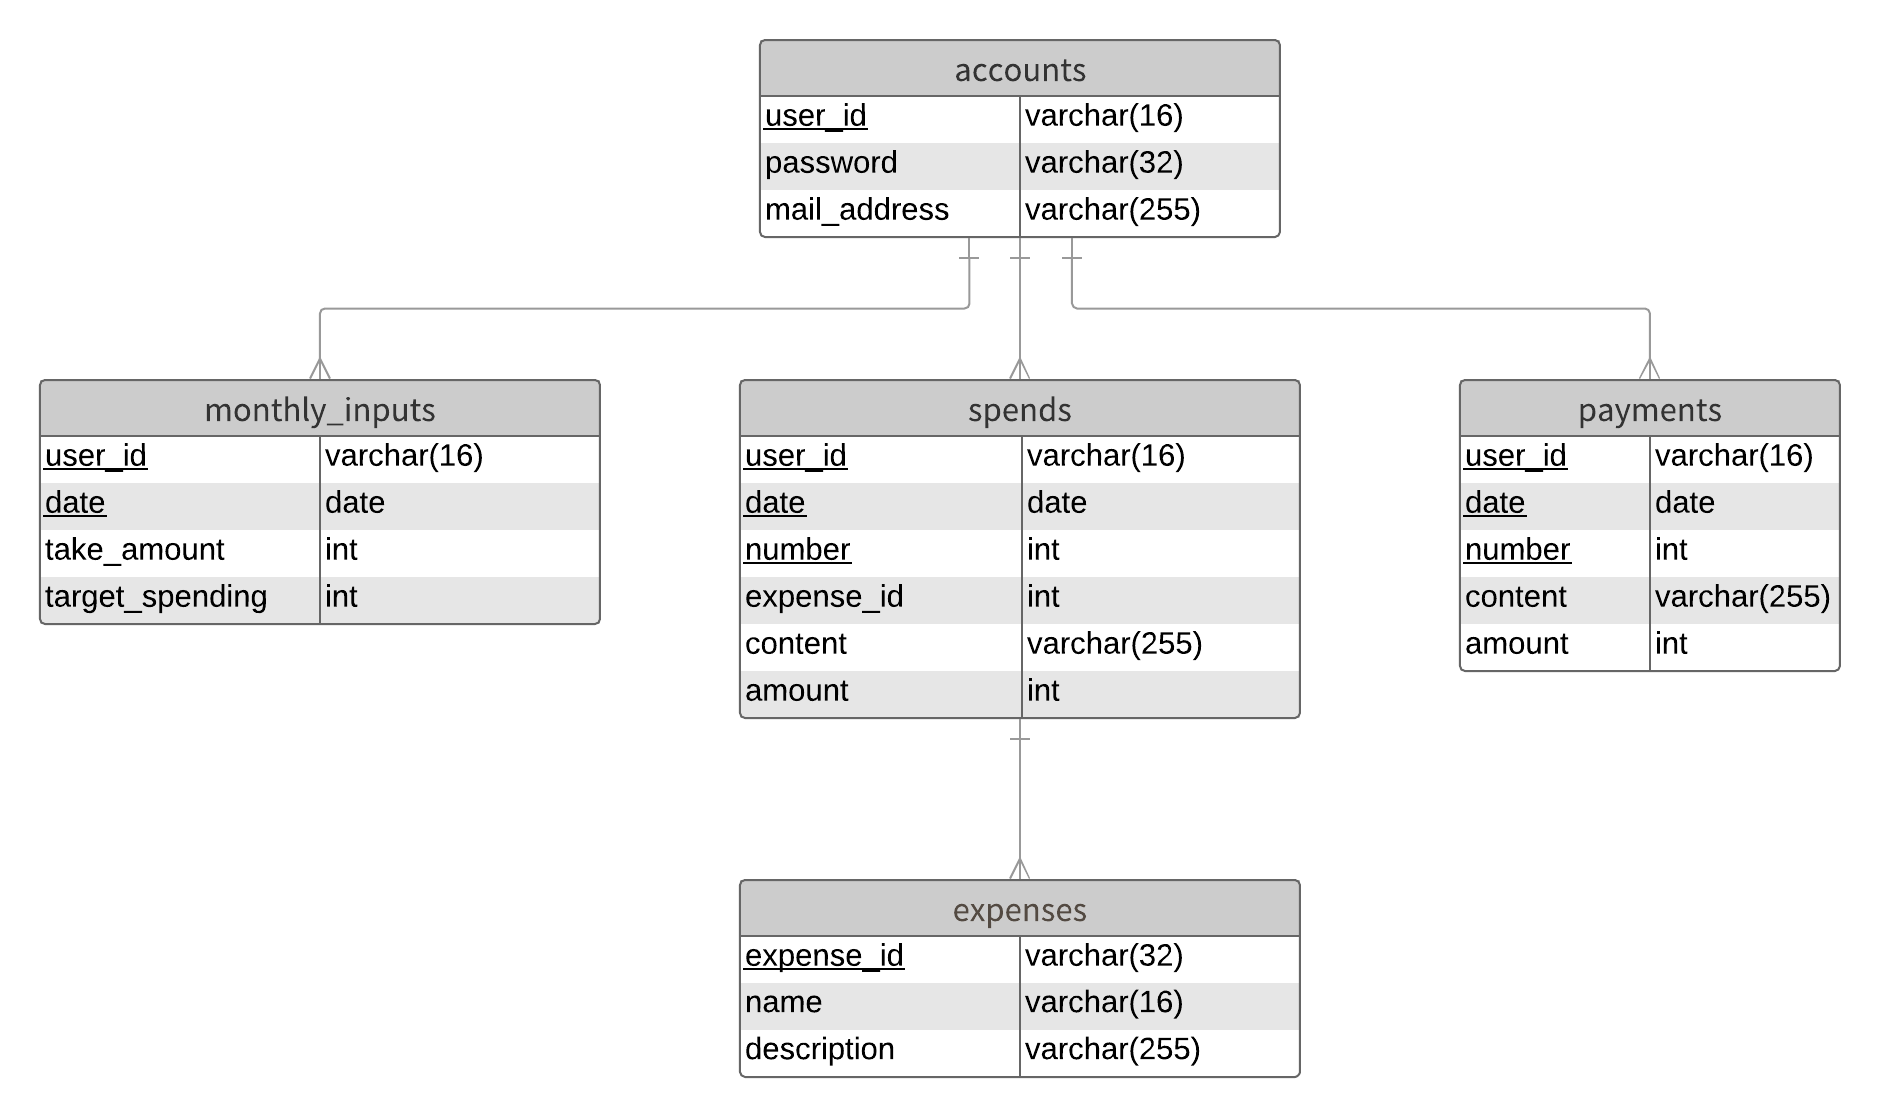 accounts
user_id varchar(16)
password varchar(32)
mail_address varchar(255)
monthly_inputs
user_id varchar(16)
date date
take_amount int
target_spending int
spends
user_id varchar(16)
date date
number int
expense_id int
content varchar(255)
amount int
payments
user_id varchar(16)
date date
number int
content varchar(255)
amount int
expenses
expense_id varchar(32)
name varchar(16)
description varchar(255)